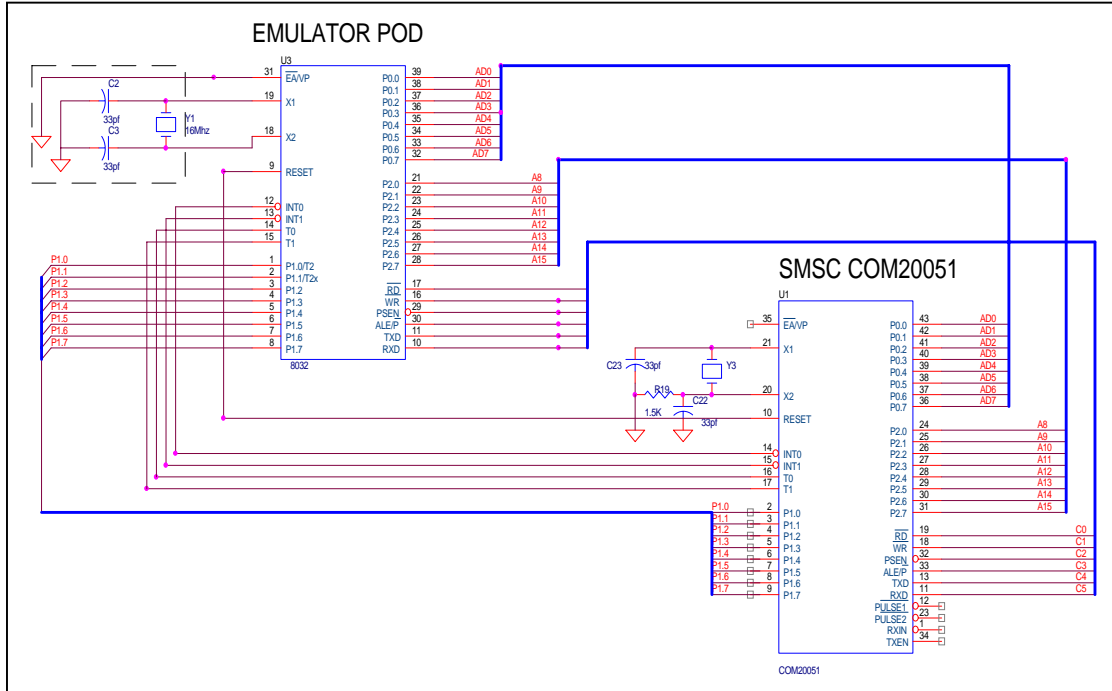 EMULATOR POD
U3
31 EA/VP
19 X1
18 X2
9 RESET
12 INT0
13 INT1
14 T0
15 T1
1 P1.0/T2
2 P1.1/T2x
3 P1.2
4 P1.3
5 P1.4
6 P1.5
7 P1.6
8 P1.7
P0.0 39 AD0
P0.1 38 AD1
P0.2 37 AD2
P0.3 36 AD3
P0.4 35 AD4
P0.5 34 AD5
P0.6 33 AD6
P0.7 32 AD7
P2.0 21 A8
P2.1 22 A9
P2.2 23 A10
P2.3 24 A11
P2.4 25 A12
P2.5 26 A13
P2.6 27 A14
P2.7 28 A15
RD 17
WR 16
PSEN 29
ALE/P 30
TXD 11
RXD 10
8032
C2
33pf
C3
33pf
Y1
16Mhz
P1.0
P1.1
P1.2
P1.3
P1.4
P1.5
P1.6
P1.7
SMSC COM20051
U1
35 EA/VP
21 X1
20 X2
10 RESET
14 INT0
15 INT1
16 T0
17 T1
P1.0 2 P1.0
P1.1 3 P1.1
P1.2 4 P1.2
P1.3 5 P1.3
P1.4 6 P1.4
P1.5 7 P1.5
P1.6 8 P1.6
P1.7 9 P1.7
P0.0 43 AD0
P0.1 42 AD1
P0.2 41 AD2
P0.3 40 AD3
P0.4 39 AD4
P0.5 38 AD5
P0.6 37 AD6
P0.7 36 AD7
P2.0 24 A8
P2.1 25 A9
P2.2 26 A10
P2.3 27 A11
P2.4 28 A12
P2.5 29 A13
P2.6 30 A14
P2.7 31 A15
RD 19 C0
WR 18 C1
PSEN 32 C2
ALE/P 33 C3
TXD 13 C4
RXD 11 C5
PULSE1 12
PULSE2 23
RXIN 1
TXEN 34
COM20051
C23
33pf
Y3
R19
1.5K
C22
33pf